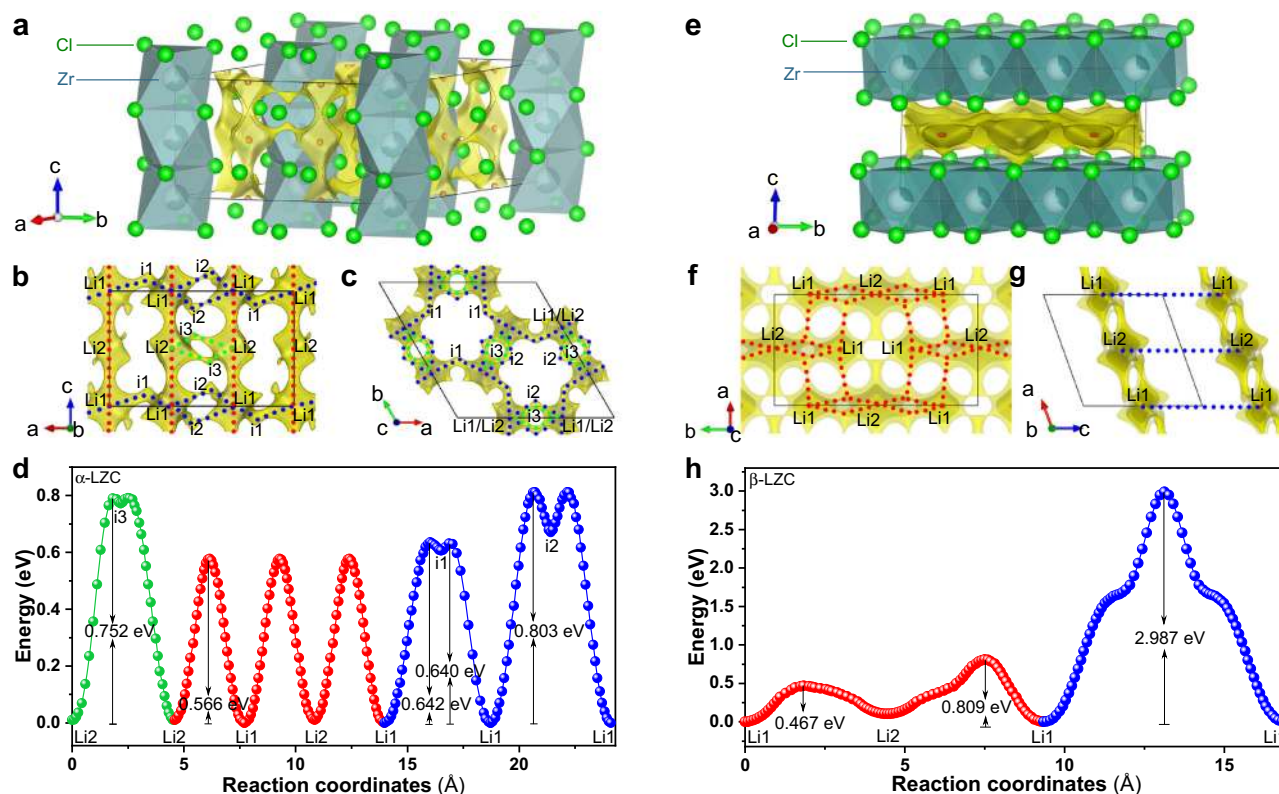 a
Cl
Zr
c
a
b
e
Cl
Zr
c
a
b
b
i1
i2
Li1
Li1
Li1
Li1
i2
i1
i3
Li2
Li2
Li2
Li2
i3
i1
i2
Li1
Li1
Li1
Li1
i2
i1
c
a
b
c
i1
i1
Li1/Li2
i1
i3
i2
i2
i3
i2
i3
Li1/Li2
Li1/Li2
b
c
a
f
Li1
Li2
Li1
Li2
Li1
Li1
Li2
Li1
Li2
Li1
a
b
c
g
Li1
Li1
Li2
Li2
Li1
Li1
a
b
c
d
α-LZC
Energy (eV)
0.8
0.6
0.4
0.2
0.0
i3
i1
i2
0.752 eV
0.566 eV
0.640 eV
0.642 eV
0.803 eV
Li2
Li2
Li1
Li2
Li1
Li1
Li1
0
5
10
15
20
Reaction coordinates (Å)
h
β-LZC
Energy (eV)
3.0
2.5
2.0
1.5
1.0
0.5
0.0
0.467 eV
0.809 eV
2.987 eV
Li1
Li2
Li1
Li
0
5
10
15
Reaction coordinates (Å)